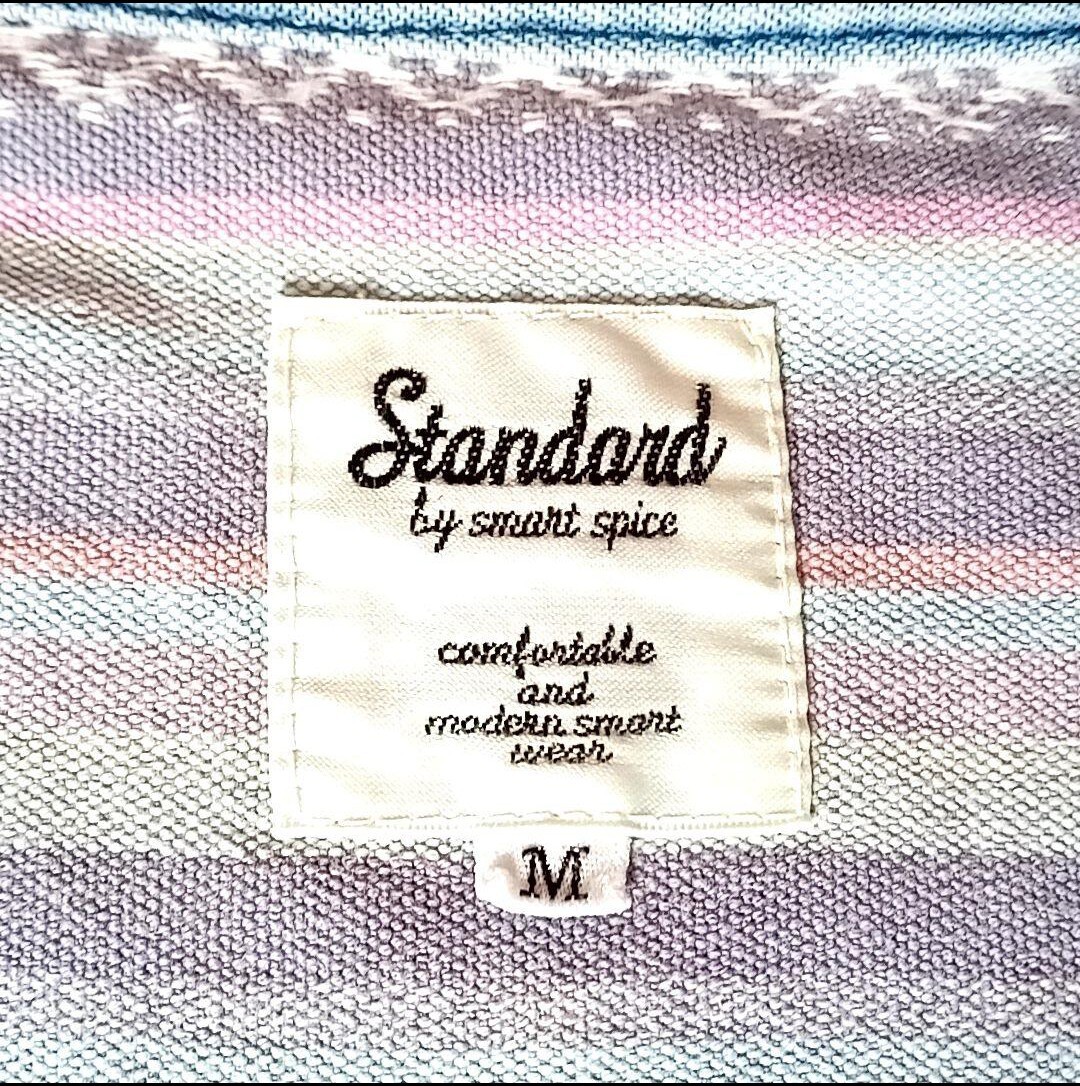 Standard
by smart spice
comfortable
and
modern smart
wear
M